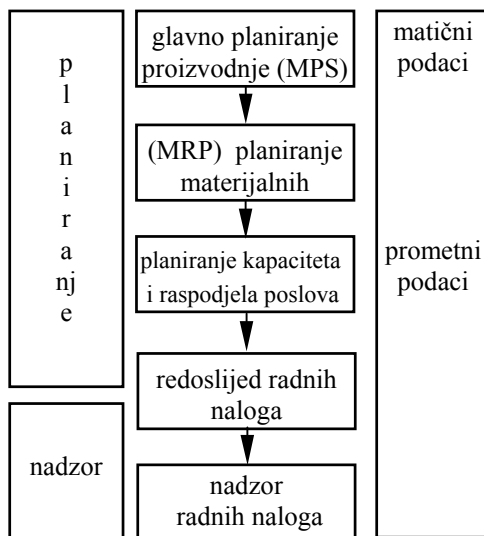 p
l
a
n
i
r
a
nje
nadzor
glavno planiranje
proizvodnje (MPS)
(MRP) planiranje
materijalnih
planiranje kapaciteta
i raspodjela poslova
redoslijed radnih
naloga
nadzor
radnih naloga
matični
podaci
prometni
podaci